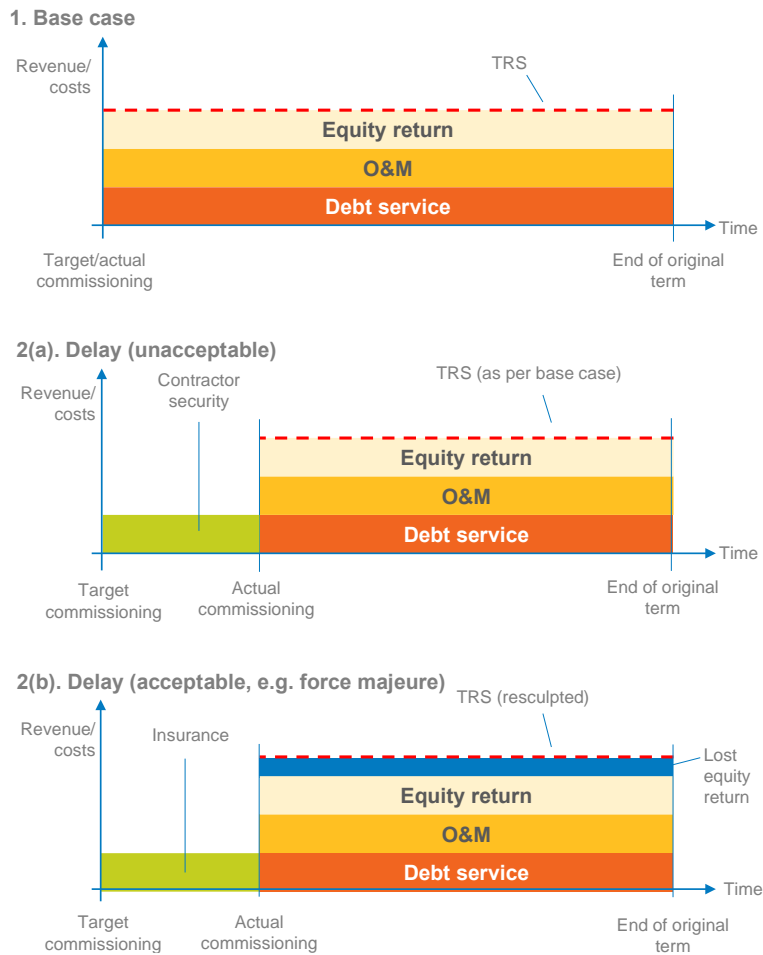 1. Base case
Revenue/
costs
TRS
Equity return
O&M
Debt service
Time
Target/actual
commissioning
End of original
term
2(a). Delay (unacceptable)
Contractor
security
Revenue/
costs
TRS (as per base case)
Equity return
O&M
Debt service
Time
Target
commissioning
Actual
commissioning
End of original
term
2(b). Delay (acceptable, e.g. force majeure)
TRS (resculpted)
Revenue/
costs
Insurance
Lost
equity
return
Equity return
O&M
Debt service
Time
Target
commissioning
Actual
commissioning
End of original
term